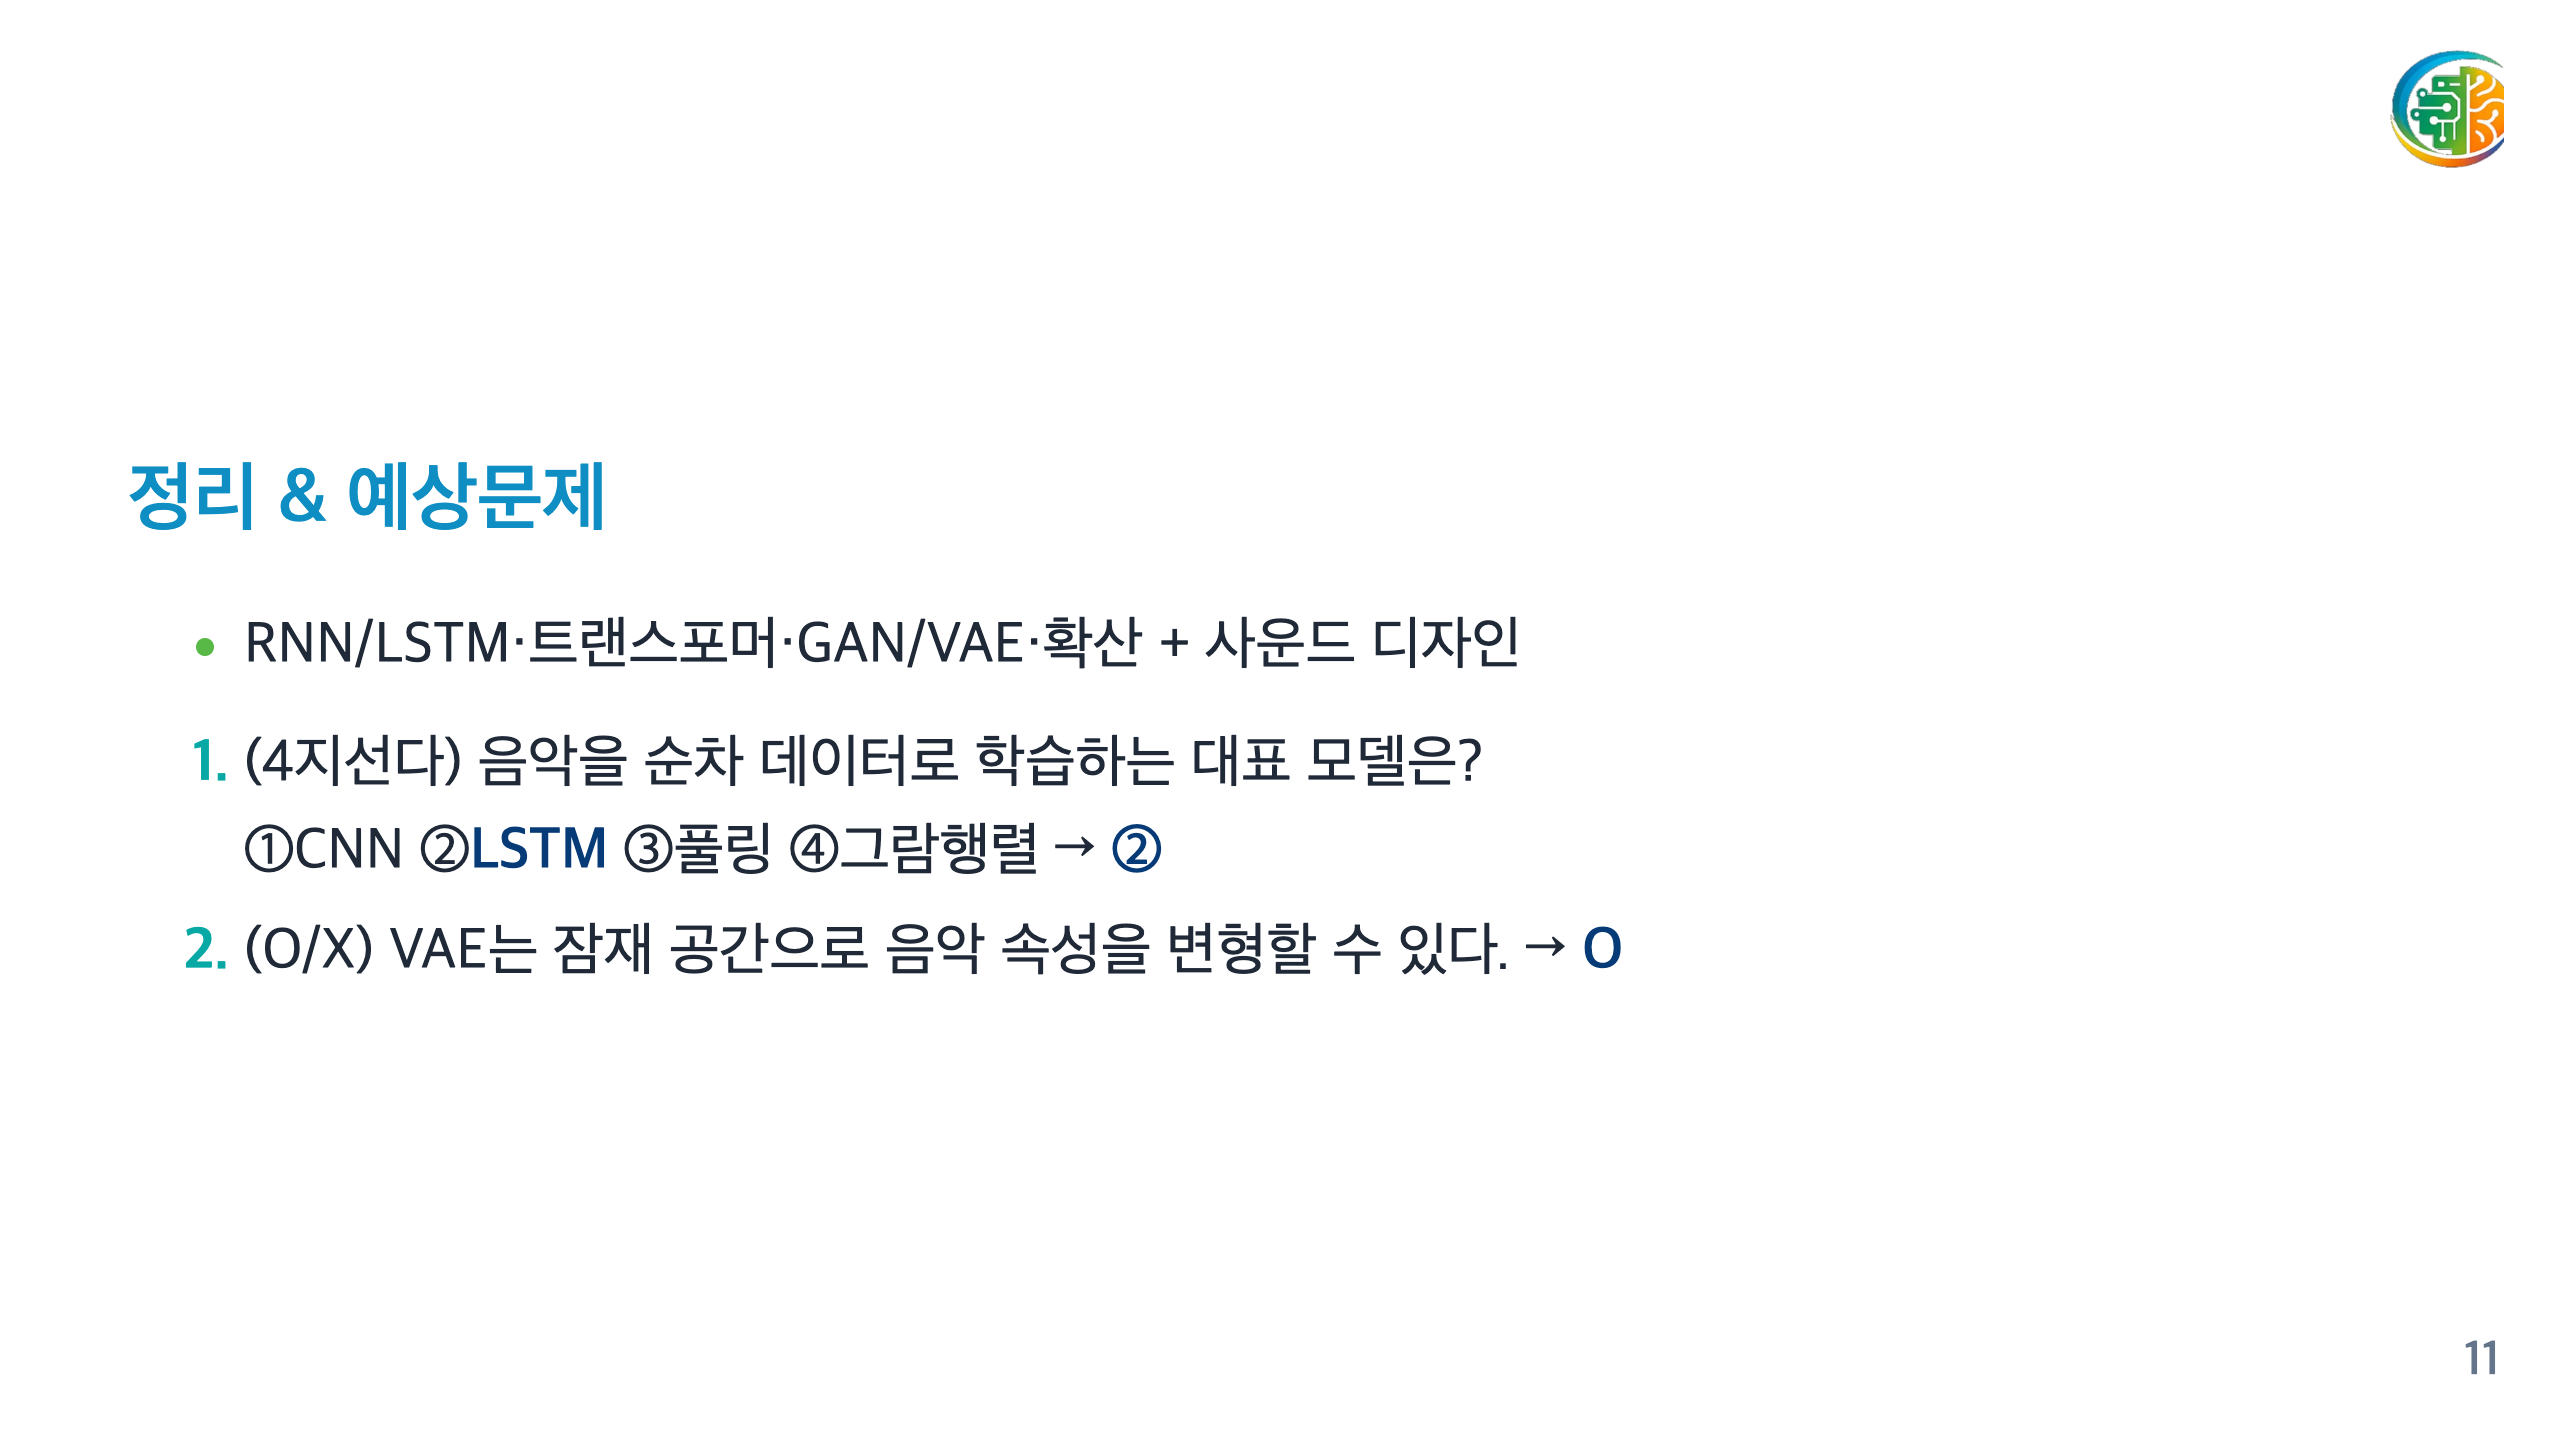 정리 & 예상문제
• RNN/LSTM·트랜스포머·GAN/VAE·확산 + 사운드 디자인
1. (4지선다) 음악을 순차 데이터로 학습하는 대표 모델은?
①CNN ②LSTM ③풀링 ④그람행렬 → ②
2. (O/X) VAE는 잠재 공간으로 음악 속성을 변형할 수 있다. → O
11